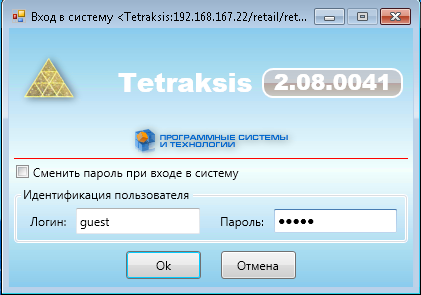 Вход в систему <Tetraksis:192.168.167.22/retail/ret...
Tetraksis 2.08.0041
ПРОГРАММНЫЕ СИСТЕМЫ
И ТЕХНОЛОГИИ
Сменить пароль при входе в систему
Идентификация пользователя
Логин: guest Пароль: •••••
Ok Отмена